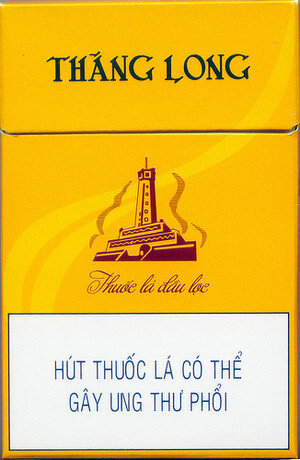 THĂNG LONG
Thuốc lá đầu lọc
HÚT THUỐC LÁ CÓ THỂ
GÂY UNG THƯ PHỔI